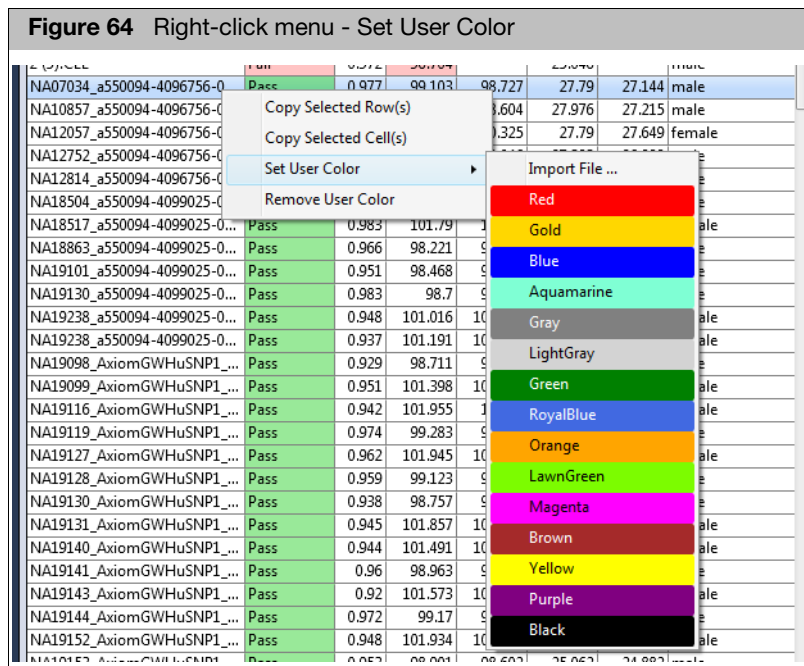 Figure 64 Right-click menu - Set User Color
NA07034_a550094-4096756-0... Pass 0.977 99.103 98.727 27.79 27.144 male
NA10857_a550094-4096756-0 Copy Selected Row(s) 27.976 27.215 male
NA12057_a550094-4096756-0 Copy Selected Cell(s) 27.79 27.649 female
NA12752_a550094-4096756-0
NA12814_a550094-4096756-0 Set User Color Import File ...
NA18504_a550094-4099025-0 Remove User Color Red
NA18517_a550094-4099025-0... Pass 0.983 101.79 Gold
NA18863_a550094-4099025-0... Pass 0.966 98.221 Blue
NA19101_a550094-4099025-0... Pass 0.951 98.468
NA19130_a550094-4099025-0... Pass 0.983 98.7 Aquamarine
NA19238_a550094-4099025-0... Pass 0.948 101.016 Gray
NA19238_a550094-4099025-0... Pass 0.937 101.191 LightGray
NA19098_AxiomGWHuSNP1_... Pass 0.929 98.711
NA19099_AxiomGWHuSNP1_... Pass 0.951 101.398 Green
NA19116_AxiomGWHuSNP1_... Pass 0.942 101.955 RoyalBlue
NA19119_AxiomGWHuSNP1_... Pass 0.974 99.283 Orange
NA19127_AxiomGWHuSNP1_... Pass 0.962 101.945
NA19128_AxiomGWHuSNP1_... Pass 0.959 99.123 LawnGreen
NA19130_AxiomGWHuSNP1_... Pass 0.938 98.757 Magenta
NA19131_AxiomGWHuSNP1_... Pass 0.945 101.857 Brown
NA19140_AxiomGWHuSNP1_... Pass 0.944 101.491
NA19141_AxiomGWHuSNP1_... Pass 0.96 98.963 Yellow
NA19143_AxiomGWHuSNP1_... Pass 0.92 101.573 Purple
NA19144_AxiomGWHuSNP1_... Pass 0.972 99.17 Black
NA19152_AxiomGWHuSNP1_... Pass 0.948 101.934